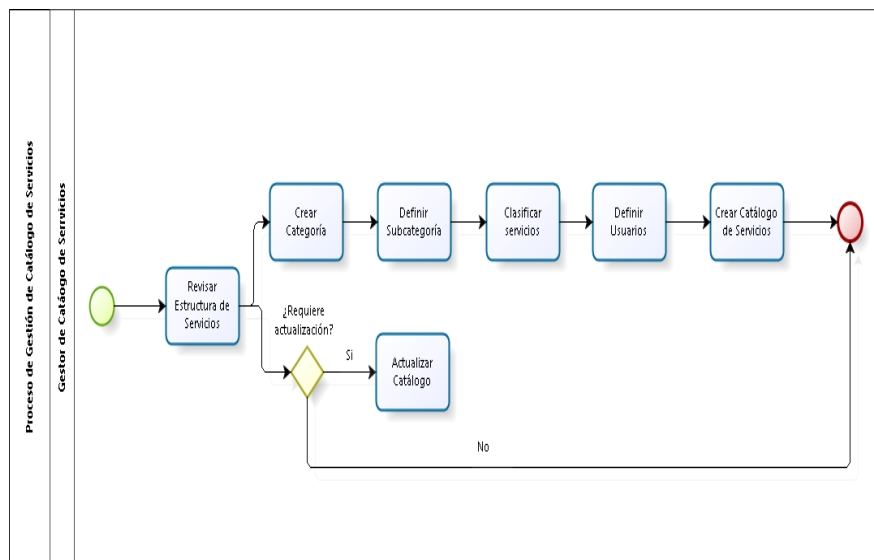 Proceso de Gestión de Catálogo de Servicios
Gestor de Catáogo de Serrvicios
Crear
Categoría
Definir
Subcategoría
Clasificar
servicios
Definir
Usuarios
Crear Catálogo
de Servicios
Revisar
Estructura de
Servicios
¿Requiere
actualización?
Si
Actualizar
Catálogo
No